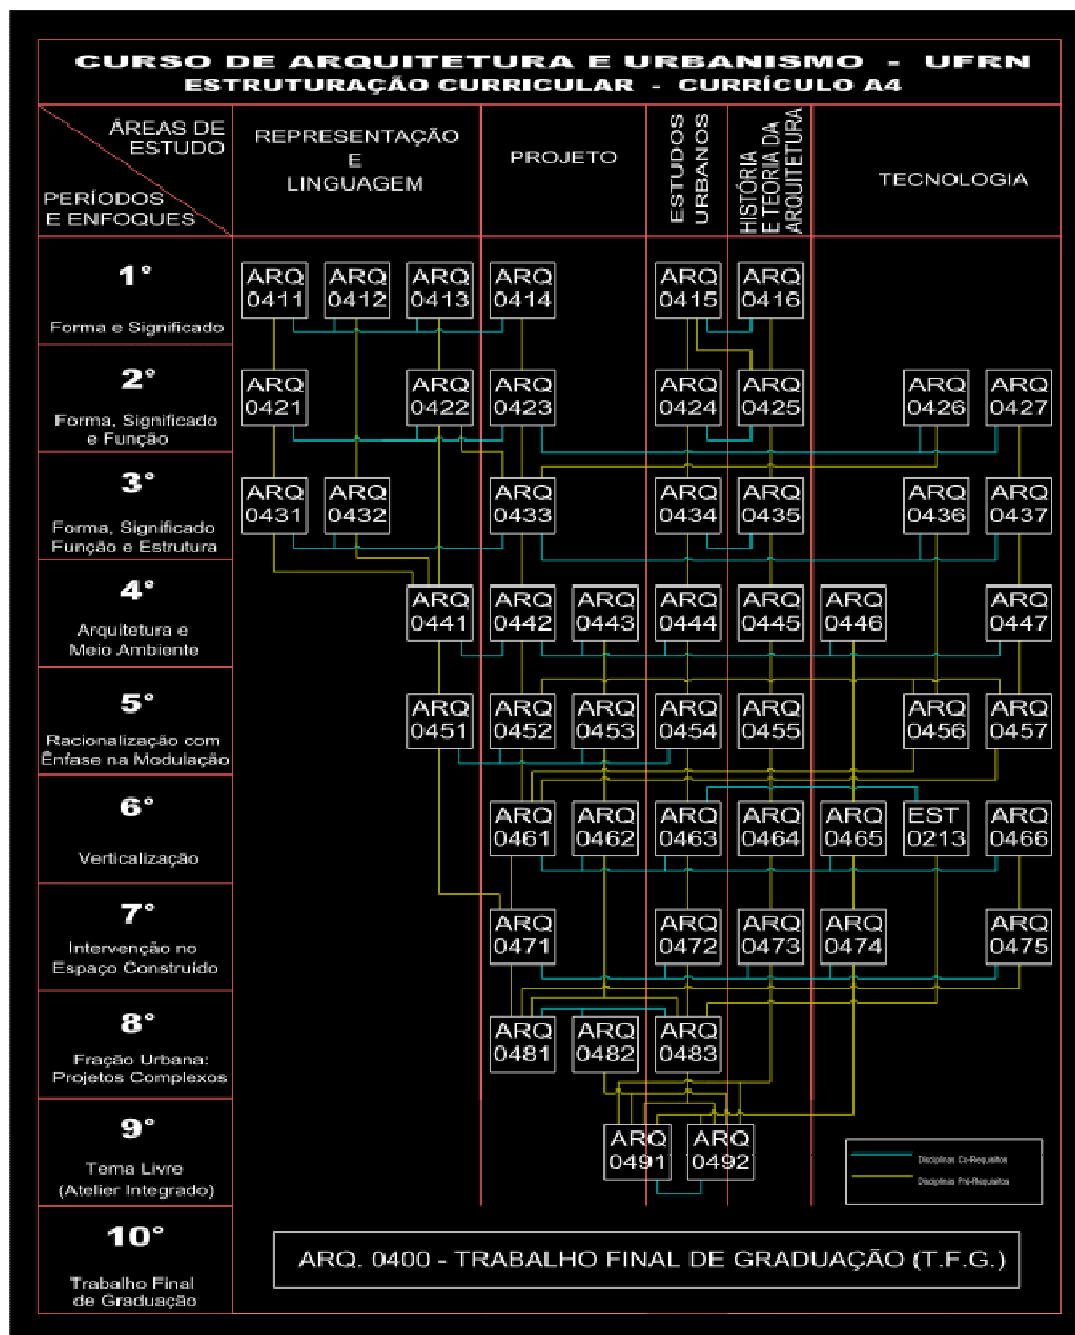 CURSO DE ARQUITETURA E URBANISMO - UFRN
ESTRUTURAÇÃO CURRICULAR - CURRÍCULO A4
ÁREAS DE
ESTUDO
PERÍODOS
E ENFOQUES
REPRESENTAÇÃO
E
LINGUAGEM
PROJETO
ESTUDOS
URBANOS
HISTÓRIA
E TEORIA DA
ARQUITETURA
TECNOLOGIA
1°
Forma e Significado
ARQ 0411
ARQ 0412
ARQ 0413
ARQ 0414
ARQ 0415
ARQ 0416
2°
Forma, Significado
e Função
ARQ 0421
ARQ 0422
ARQ 0423
ARQ 0424
ARQ 0425
ARQ 0426
ARQ 0427
3°
Forma, Significado
Função e Estrutura
ARQ 0431
ARQ 0432
ARQ 0433
ARQ 0434
ARQ 0435
ARQ 0436
ARQ 0437
4°
Arquitetura e
Meio Ambiente
ARQ 0441
ARQ 0442
ARQ 0443
ARQ 0444
ARQ 0445
ARQ 0446
ARQ 0447
5°
Racionalização com
Ênfase na Modulação
ARQ 0451
ARQ 0452
ARQ 0453
ARQ 0454
ARQ 0455
ARQ 0456
ARQ 0457
6°
Verticalização
ARQ 0461
ARQ 0462
ARQ 0463
ARQ 0464
ARQ 0465
EST 0213
ARQ 0466
7°
Intervenção no
Espaço Construído
ARQ 0471
ARQ 0472
ARQ 0473
ARQ 0474
ARQ 0475
8°
Fração Urbana:
Projetos Complexos
ARQ 0481
ARQ 0482
ARQ 0483
9°
Tema Livre
(Atelier Integrado)
ARQ 0491
ARQ 0492
Disciplinas Co-Requisitos
Disciplinas Pré-Requisitos
10°
Trabalho Final
de Graduação
ARQ. 0400 - TRABALHO FINAL DE GRADUAÇÃO (T.F.G.)